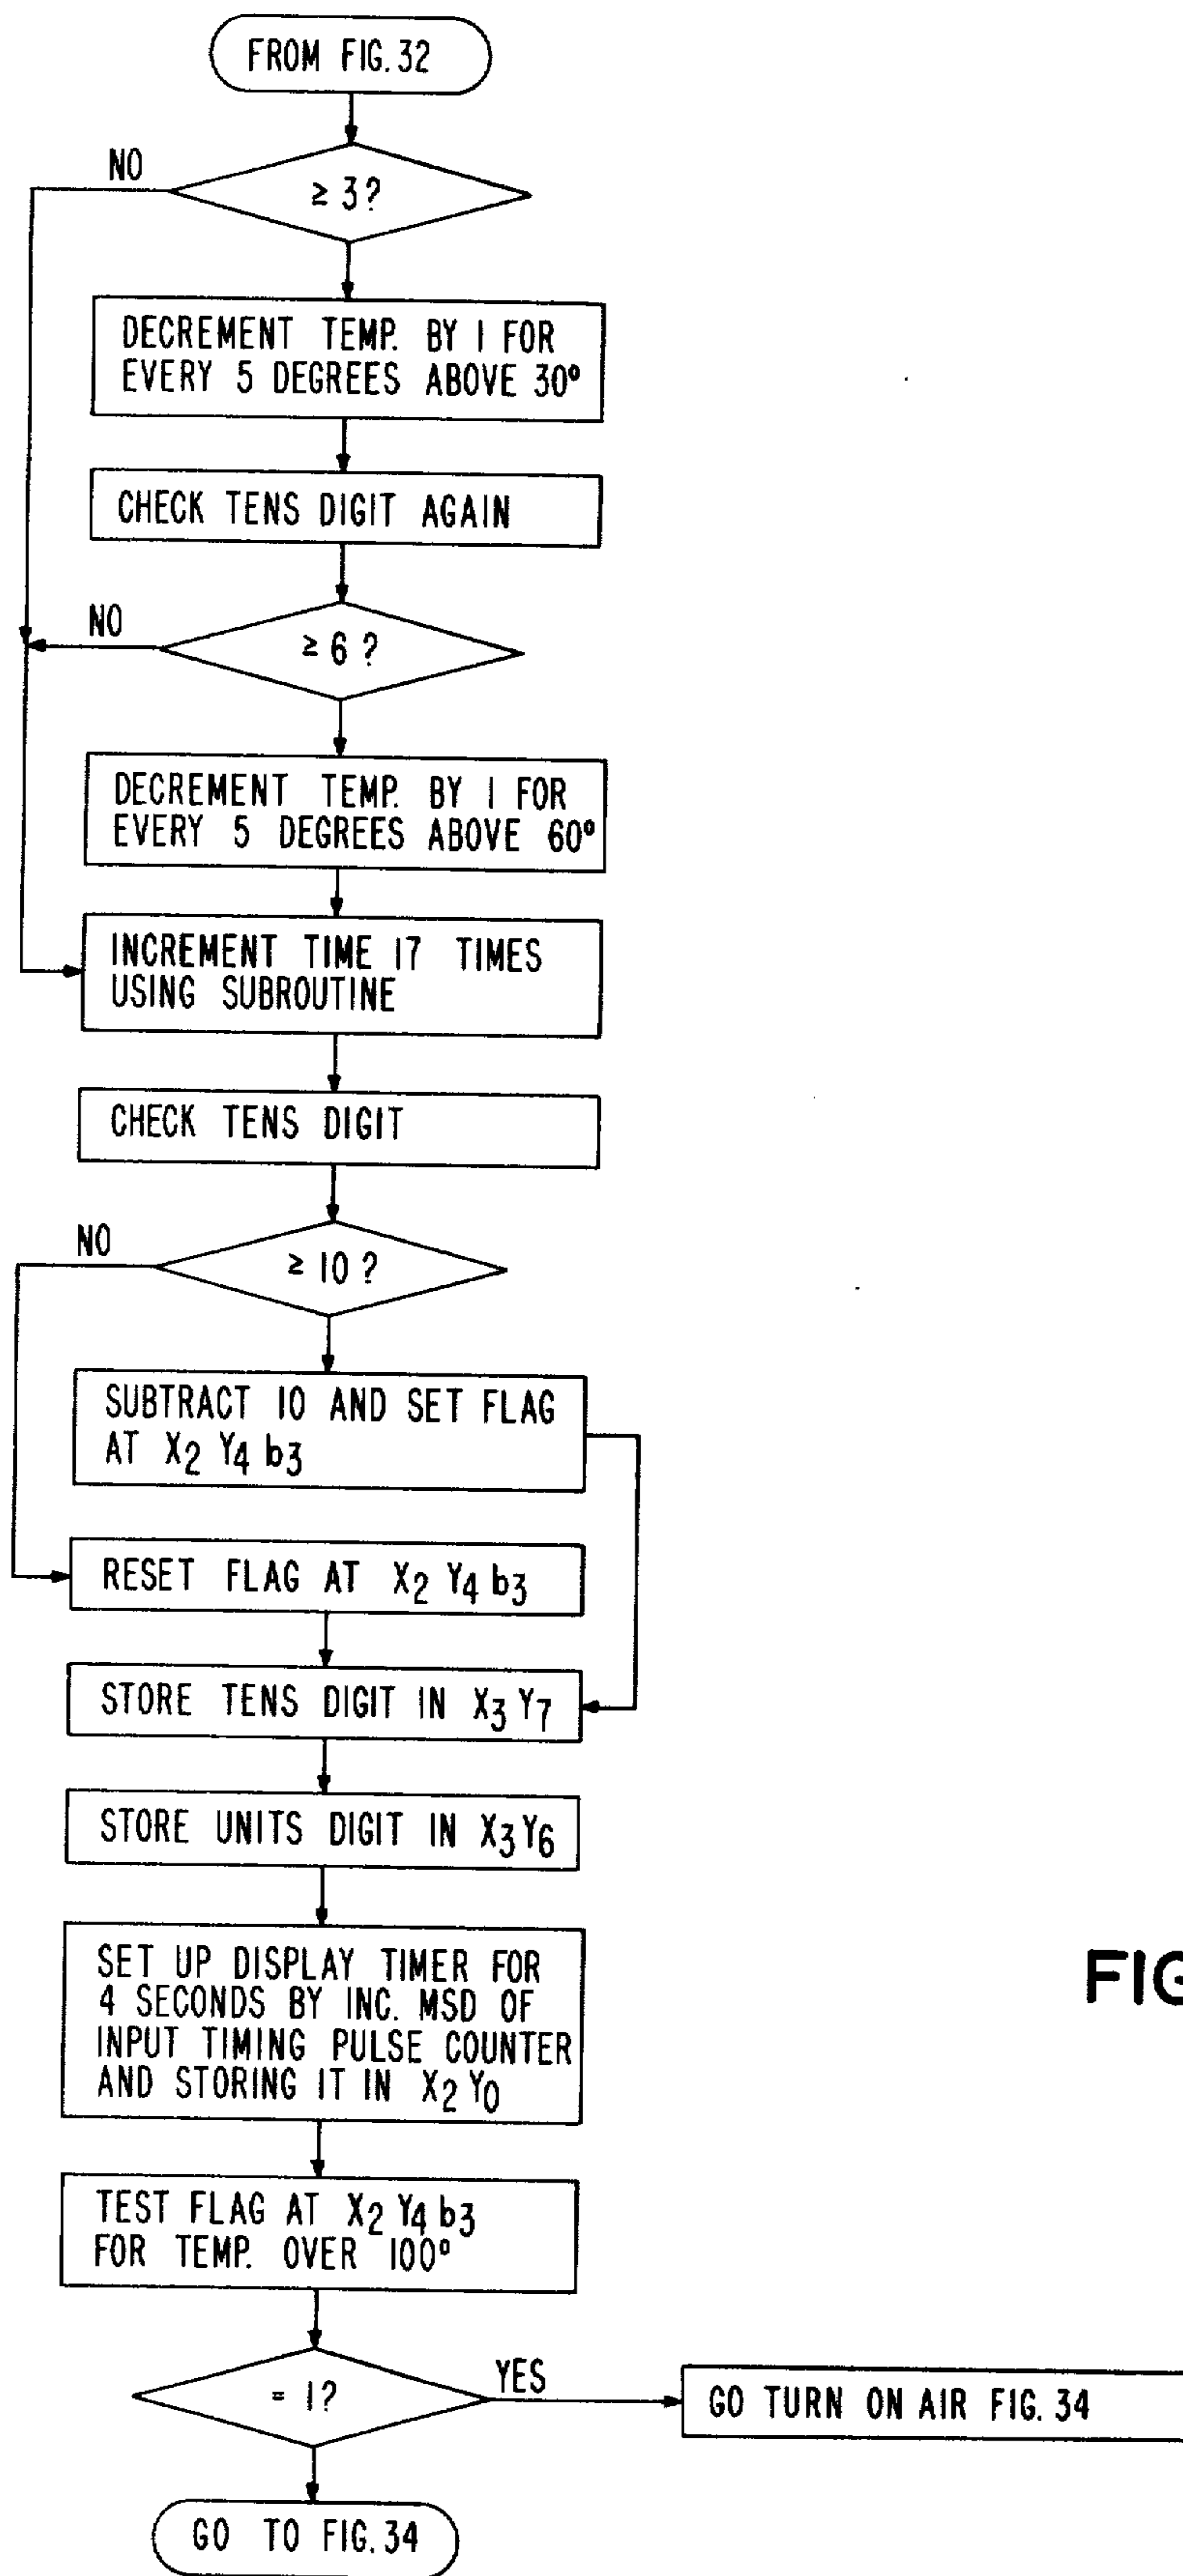 FROM FIG. 32
NO
≥ 3?
DECREMENT TEMP. BY 1 FOR
EVERY 5 DEGREES ABOVE 30°
CHECK TENS DIGIT AGAIN
NO
≥ 6 ?
DECREMENT TEMP. BY 1 FOR
EVERY 5 DEGREES ABOVE 60°
INCREMENT TIME 17 TIMES
USING SUBROUTINE
CHECK TENS DIGIT
NO
≥ 10 ?
SUBTRACT 10 AND SET FLAG
AT X2 Y4 b3
RESET FLAG AT X2 Y4 b3
STORE TENS DIGIT IN X3 Y7
STORE UNITS DIGIT IN X3 Y6
SET UP DISPLAY TIMER FOR
4 SECONDS BY INC. MSD OF
INPUT TIMING PULSE COUNTER
AND STORING IT IN X2 Y0
FIG
TEST FLAG AT X2 Y4 b3
FOR TEMP. OVER 100°
= 1?
YES
GO TURN ON AIR FIG. 34
GO TO FIG. 34